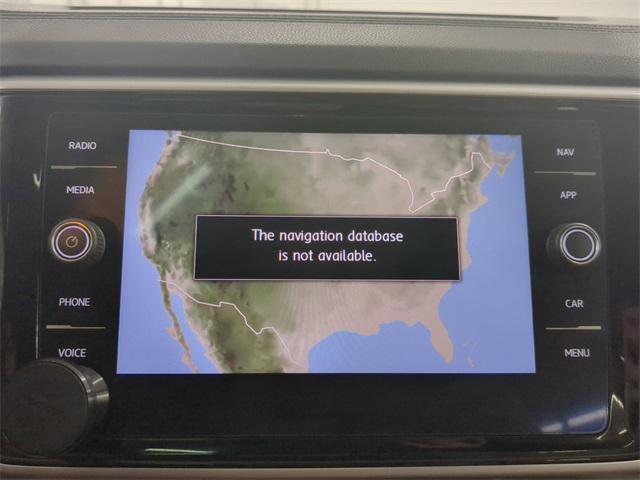 RADIO
MEDIA
PHONE
VOICE
The navigation database
is not available.
NAV
APP
CAR
MENU